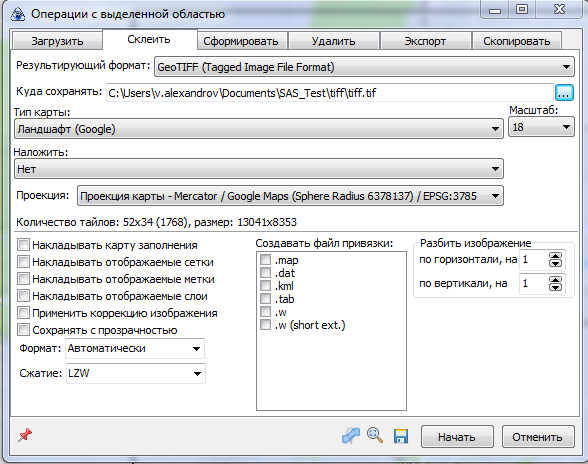 Операции с выделенной областью
Загрузить Склеить Сформировать Удалить Экспорт Скопировать
Результирующий формат: GeoTIFF (Tagged Image File Format)
Куда сохранять: C:\Users\v.alexandrov\Documents\SAS_Test\tiff\tiff.tif ...
Тип карты: Масштаб:
Ландшафт (Google) 18
Наложить:
Нет
Проекция: Проекция карты - Mercator / Google Maps (Sphere Radius 6378137) / EPSG:3785
Количество тайлов: 52x34 (1768), размер: 13041x8353
Накладывать карту заполнения
Накладывать отображаемые сетки
Накладывать отображаемые метки
Накладывать отображаемые слои
Применить коррекцию изображения
Сохранять с прозрачностью
Формат: Автоматически
Сжатие: LZW
Создавать файл привязки:
.map
.dat
.kml
.tab
.w
.w (short ext.)
Разбить изображение
по горизонтали, на 1
по вертикали, на 1
Начать Отменить